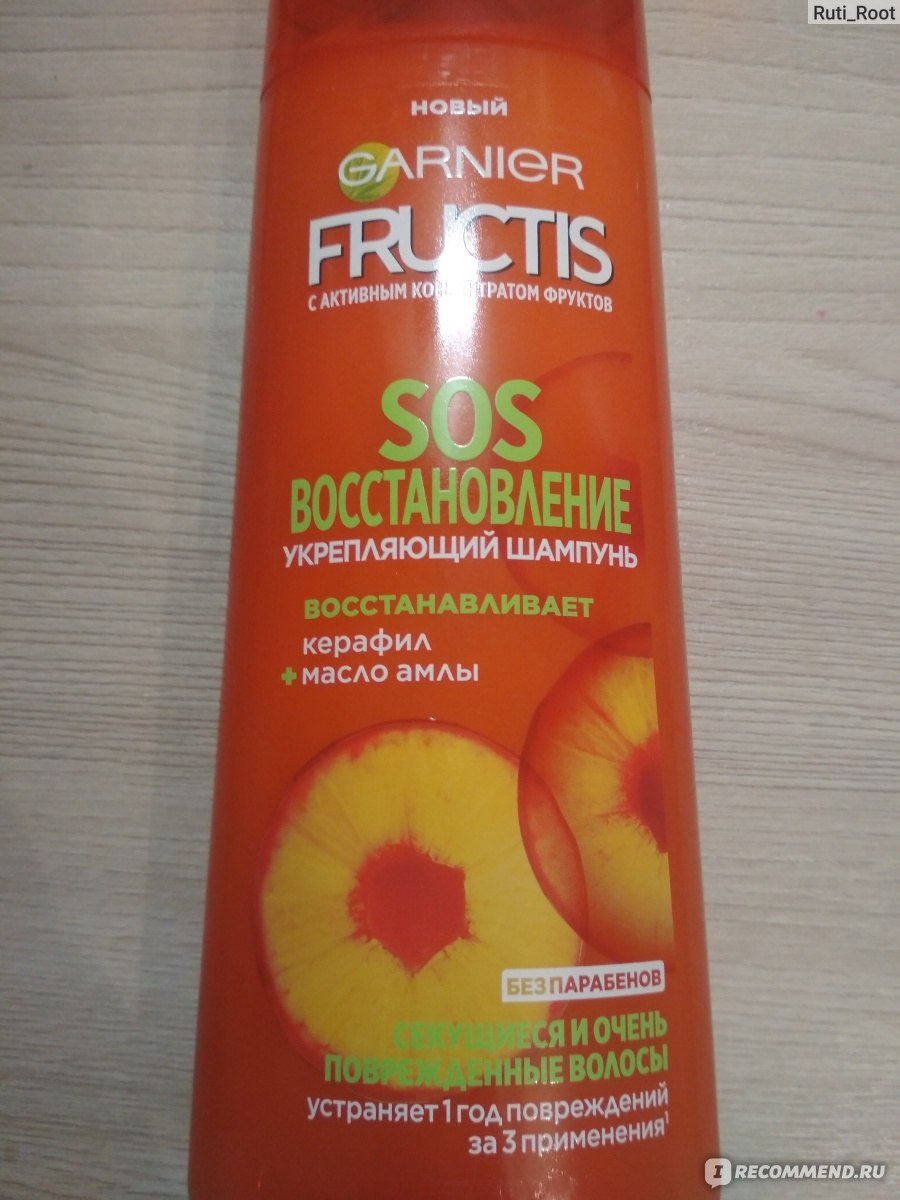 Ruti_Root
НОВЫЙ
GARNIER
FRUCTIS
С АКТИВНЫМ КОНЦЕНТРАТОМ ФРУКТОВ
SOS
ВОССТАНОВЛЕНИЕ
УКРЕПЛЯЮЩИЙ ШАМПУНЬ
ВОССТАНАВЛИВАЕТ
керафил
+масло амлы
БЕЗ ПАРАБЕНОВ
СЕКУЩИЕСЯ И ОЧЕНЬ
ПОВРЕЖДЕННЫЕ ВОЛОСЫ
устраняет 1 год повреждений
за 3 применения¹
IRECOMMEND.RU